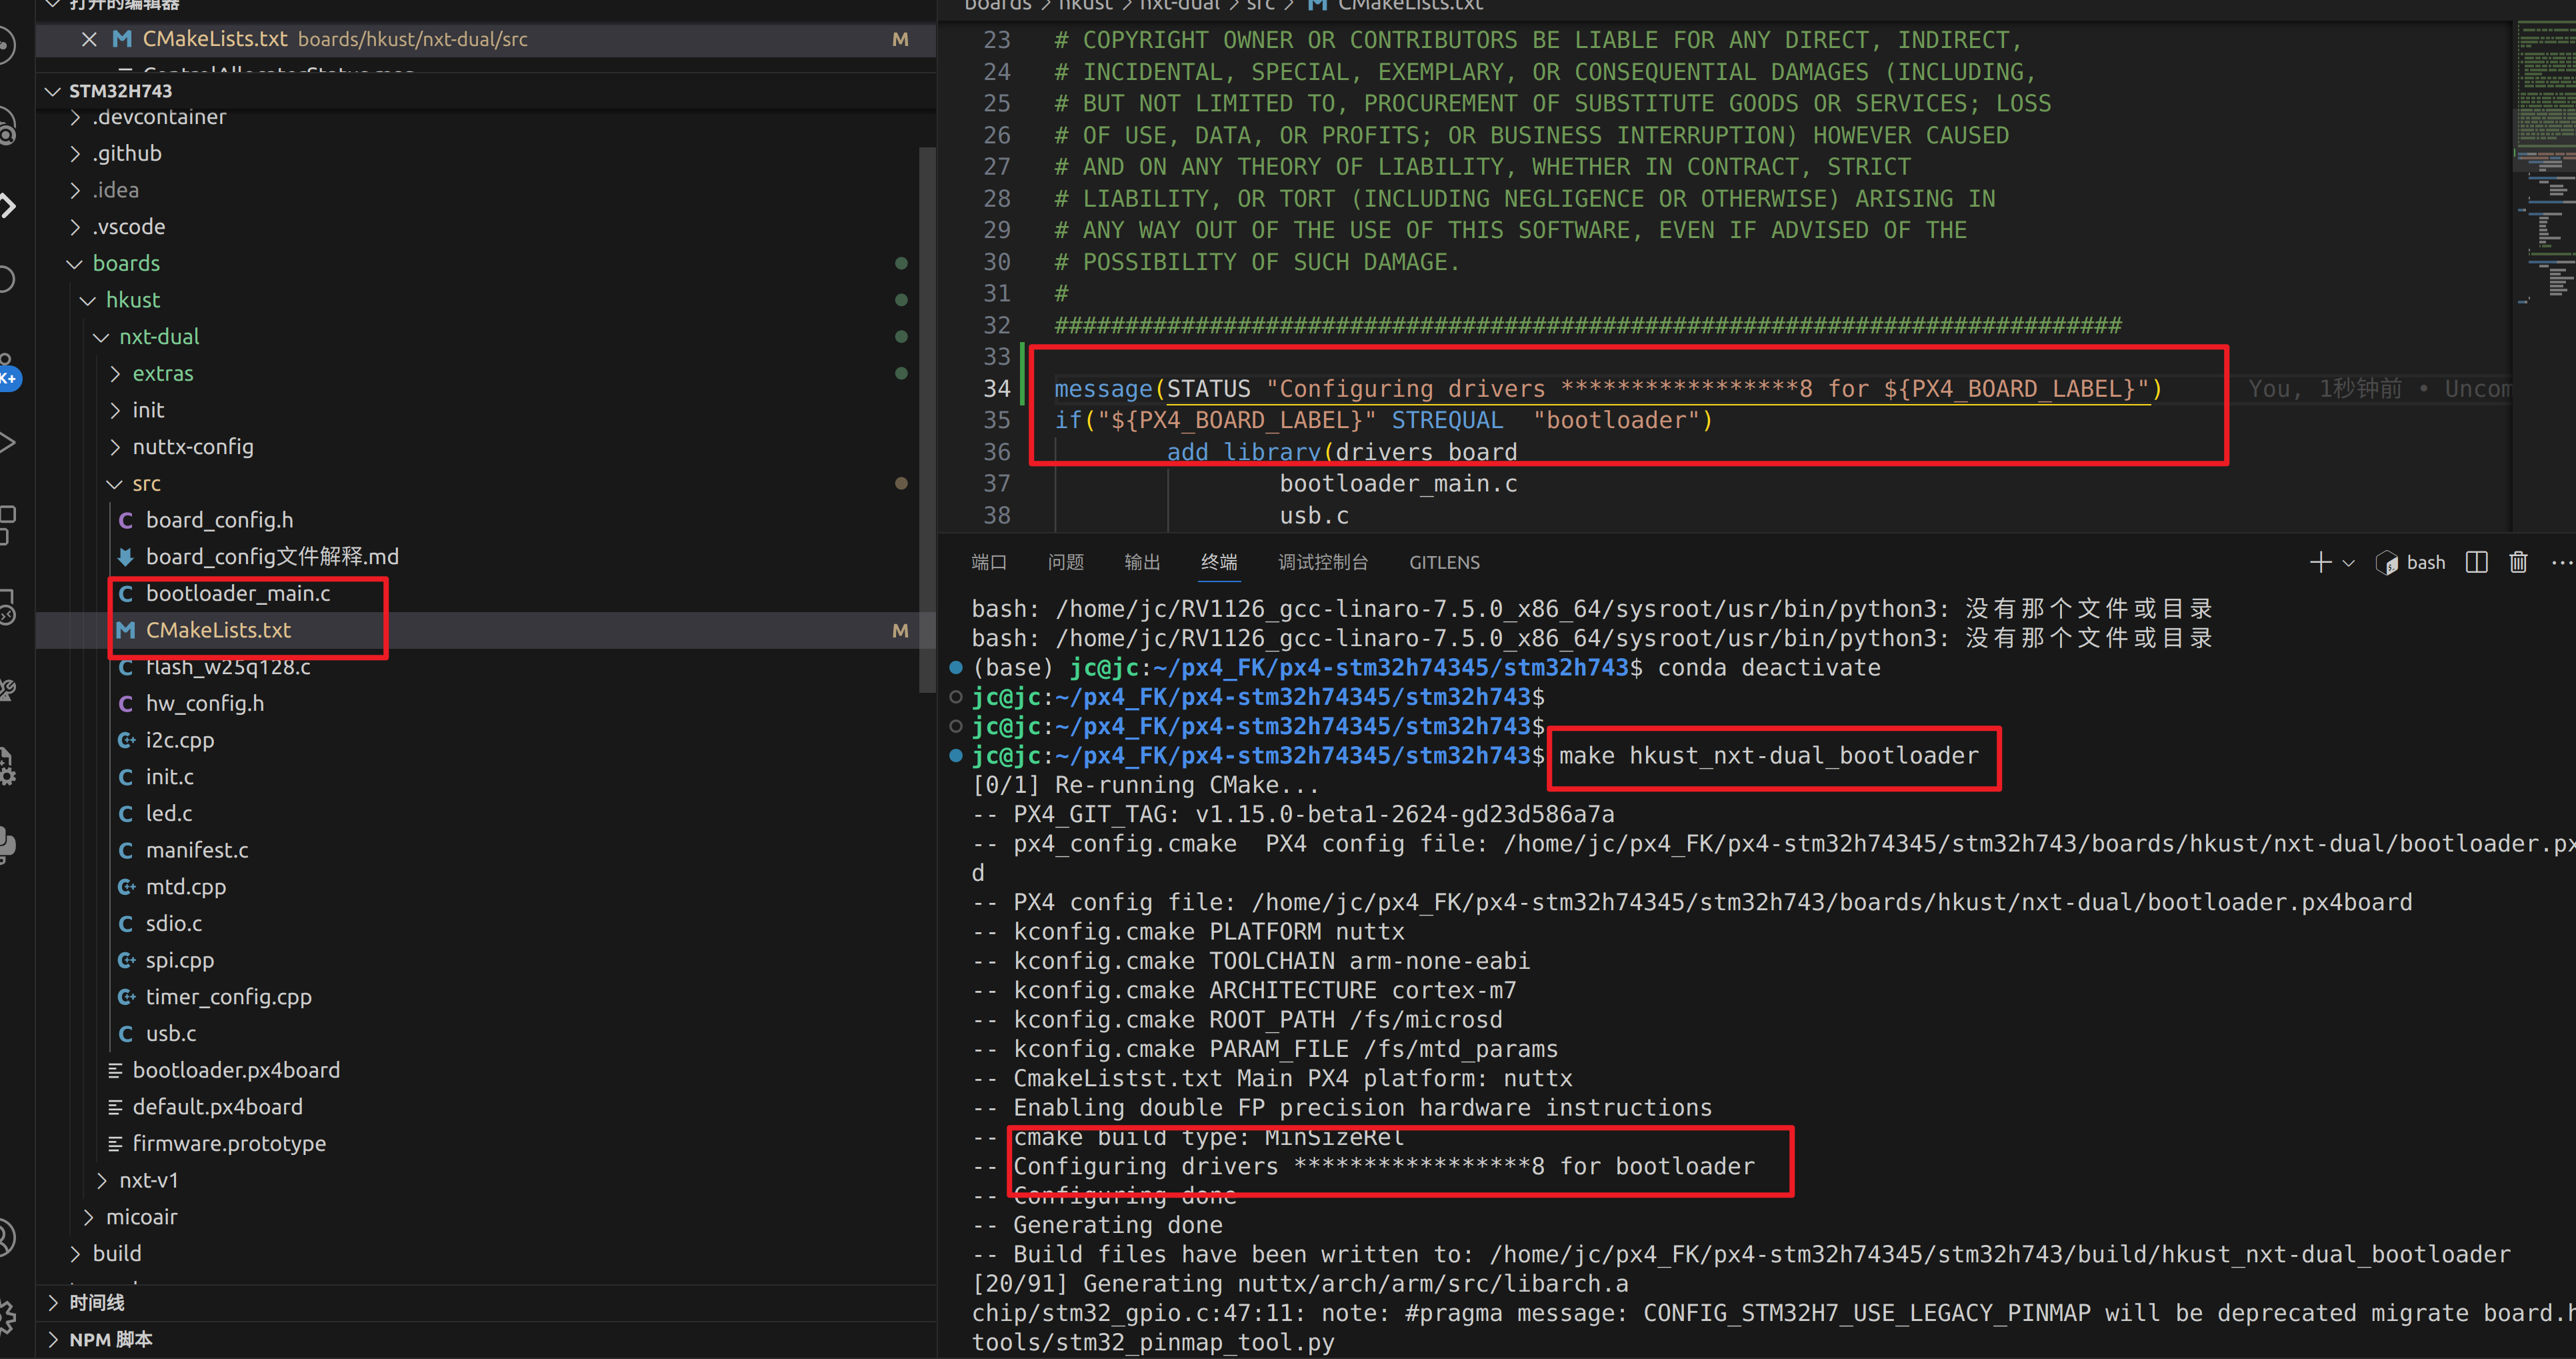 打开的编辑器
CMakeLists.txt boards/hkust/nxt-dual/src M
STM32H743
.devcontainer
.github
.idea
.vscode
boards
hkust
nxt-dual
extras
init
nuttx-config
src
board_config.h
board_config文件解释.md
bootloader_main.c
CMakeLists.txt M
flash_w25q128.c
hw_config.h
i2c.cpp
init.c
led.c
manifest.c
mtd.cpp
sdio.c
spi.cpp
timer_config.cpp
usb.c
bootloader.px4board
default.px4board
firmware.prototype
nxt-v1
micoair
build
时间线
NPM 脚本
K+
boards > hkust > nxt-dual > src > CMakeLists.txt
23 # COPYRIGHT OWNER OR CONTRIBUTORS BE LIABLE FOR ANY DIRECT, INDIRECT,
24 # INCIDENTAL, SPECIAL, EXEMPLARY, OR CONSEQUENTIAL DAMAGES (INCLUDING,
25 # BUT NOT LIMITED TO, PROCUREMENT OF SUBSTITUTE GOODS OR SERVICES; LOSS
26 # OF USE, DATA, OR PROFITS; OR BUSINESS INTERRUPTION) HOWEVER CAUSED
27 # AND ON ANY THEORY OF LIABILITY, WHETHER IN CONTRACT, STRICT
28 # LIABILITY, OR TORT (INCLUDING NEGLIGENCE OR OTHERWISE) ARISING IN
29 # ANY WAY OUT OF THE USE OF THIS SOFTWARE, EVEN IF ADVISED OF THE
30 # POSSIBILITY OF SUCH DAMAGE.
31 #
32 ############################################################################
33
34 message(STATUS "Configuring drivers *****************8 for ${PX4_BOARD_LABEL}") You, 1秒钟前 • Uncom
35 if("${PX4_BOARD_LABEL}" STREQUAL  "bootloader")
36 add_library(drivers_board
37 bootloader_main.c
38 usb.c
端口 问题 输出 终端 调试控制台 GITLENS bash
bash: /home/jc/RV1126_gcc-linaro-7.5.0_x86_64/sysroot/usr/bin/python3: 没有那个文件或目录
bash: /home/jc/RV1126_gcc-linaro-7.5.0_x86_64/sysroot/usr/bin/python3: 没有那个文件或目录
(base) jc@jc:~/px4_FK/px4-stm32h74345/stm32h743$ conda deactivate
jc@jc:~/px4_FK/px4-stm32h74345/stm32h743$
jc@jc:~/px4_FK/px4-stm32h74345/stm32h743$
jc@jc:~/px4_FK/px4-stm32h74345/stm32h743$ make hkust_nxt-dual_bootloader
[0/1] Re-running CMake...
-- PX4_GIT_TAG: v1.15.0-beta1-2624-gd23d586a7a
-- px4_config.cmake  PX4 config file: /home/jc/px4_FK/px4-stm32h74345/stm32h743/boards/hkust/nxt-dual/bootloader.px
d
-- PX4 config file: /home/jc/px4_FK/px4-stm32h74345/stm32h743/boards/hkust/nxt-dual/bootloader.px4board
-- kconfig.cmake PLATFORM nuttx
-- kconfig.cmake TOOLCHAIN arm-none-eabi
-- kconfig.cmake ARCHITECTURE cortex-m7
-- kconfig.cmake ROOT_PATH /fs/microsd
-- kconfig.cmake PARAM_FILE /fs/mtd_params
-- CmakeListst.txt Main PX4 platform: nuttx
-- Enabling double FP precision hardware instructions
-- cmake build type: MinSizeRel
-- Configuring drivers *****************8 for bootloader
-- Configuring done
-- Generating done
-- Build files have been written to: /home/jc/px4_FK/px4-stm32h74345/stm32h743/build/hkust_nxt-dual_bootloader
[20/91] Generating nuttx/arch/arm/src/libarch.a
chip/stm32_gpio.c:47:11: note: #pragma message: CONFIG_STM32H7_USE_LEGACY_PINMAP will be deprecated migrate board.h
tools/stm32_pinmap_tool.py